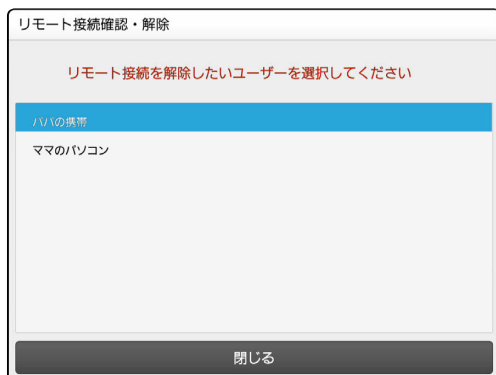 リモート接続確認・解除
リモート接続を解除したいユーザーを選択してください
パパの携帯
ママのパソコン
閉じる